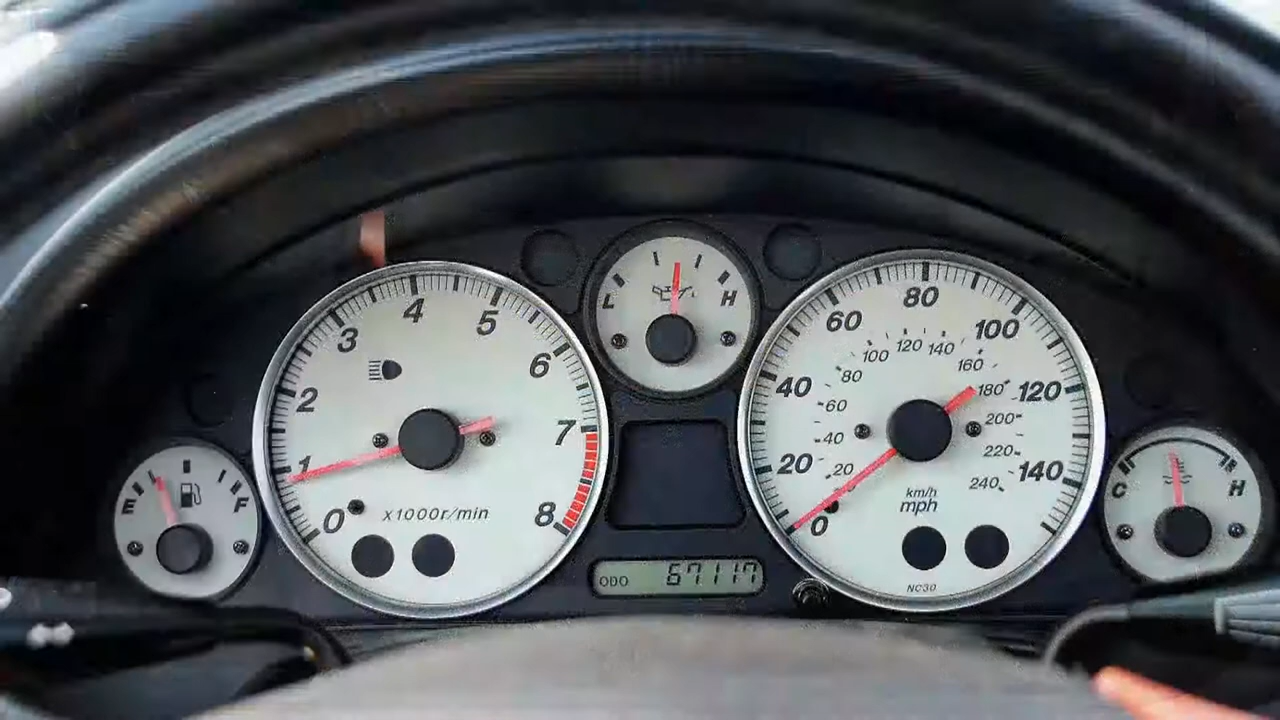 0 1 2 3 4 5 6 7 8
x1000r/min
E F
L H
ODO 67117
0 20 40 60 80 100 120 140
20 40 60 80 100 120 140 160 180 200 220 240
km/h
mph
NC30
C H